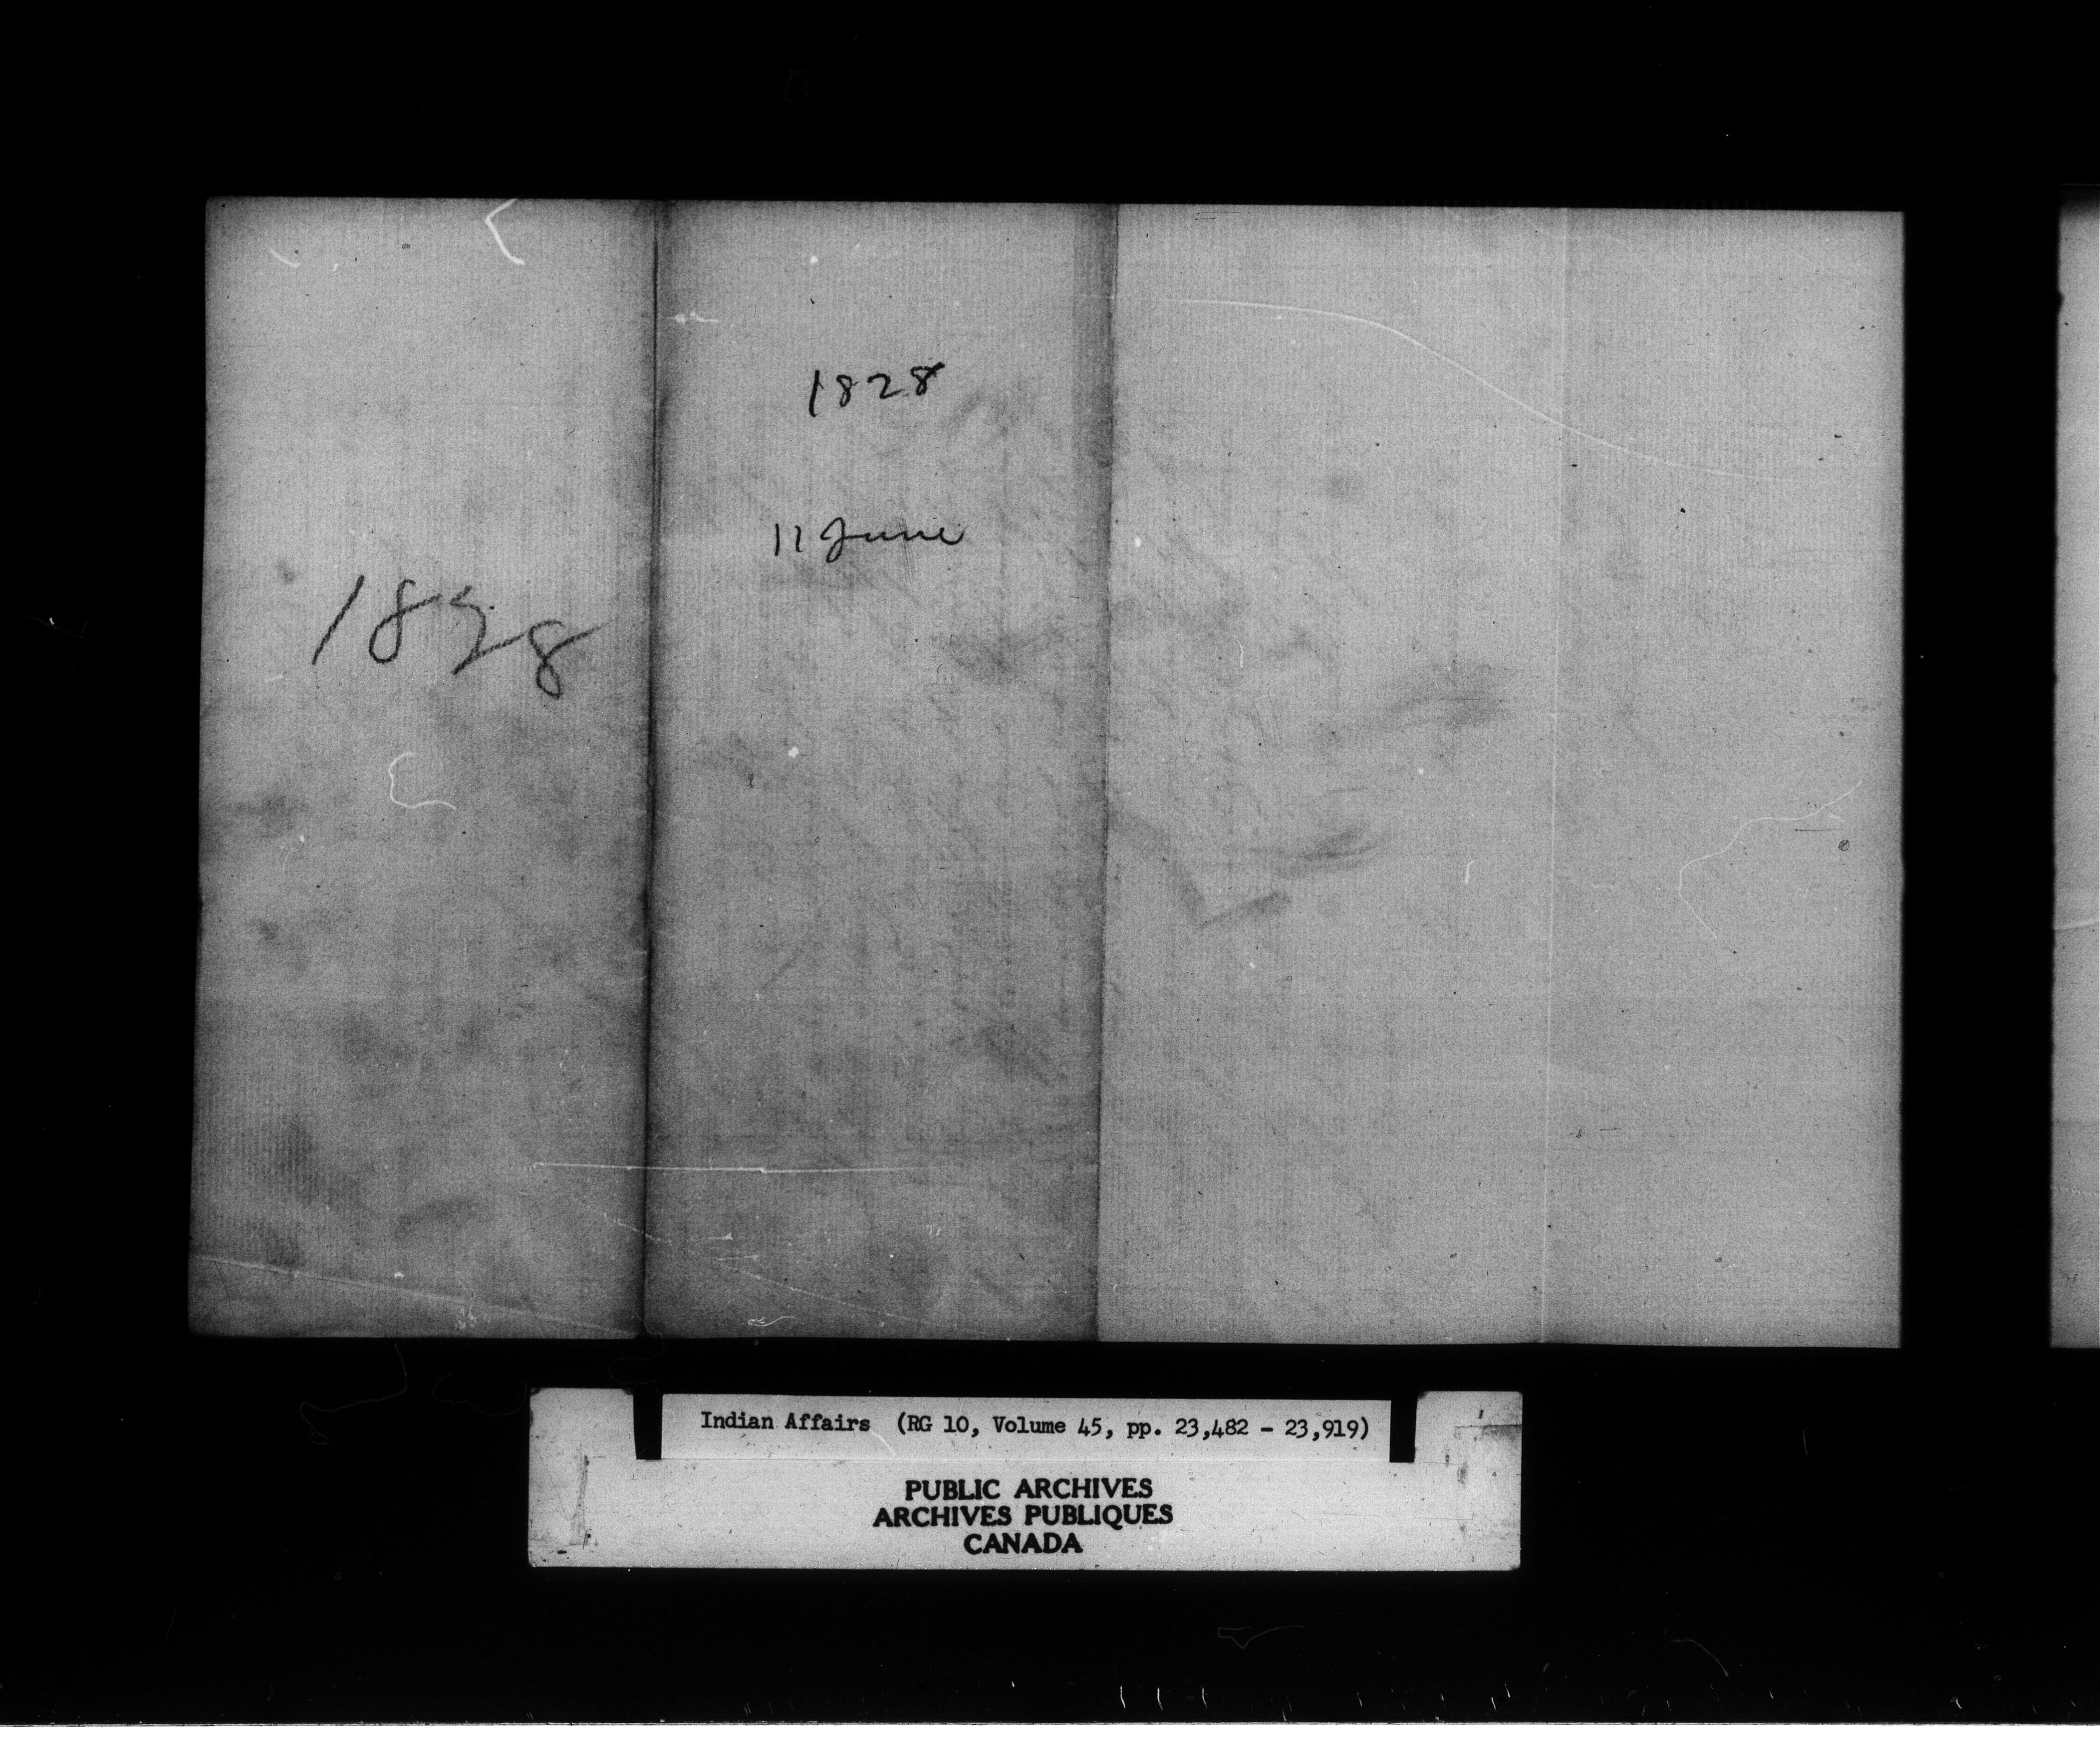 1828
1828
11 June
Indian Affairs (RG 10, Volume 45, pp. 23,482 - 23,919)
PUBLIC ARCHIVES
ARCHIVES PUBLIQUES
CANADA